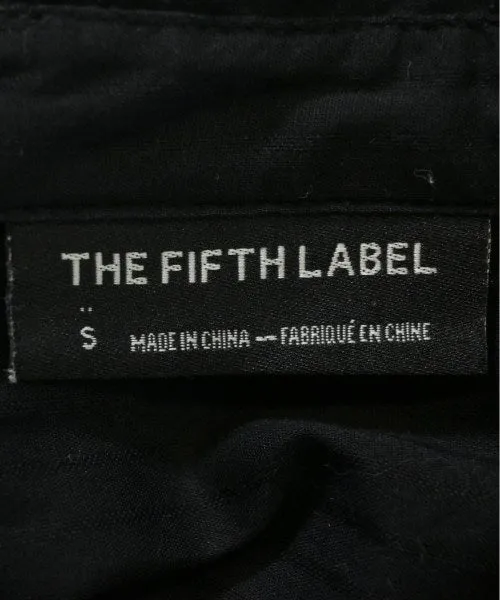 THE FIFTH LABEL
S
MADE IN CHINA — FABRIQUÉ EN CHINE